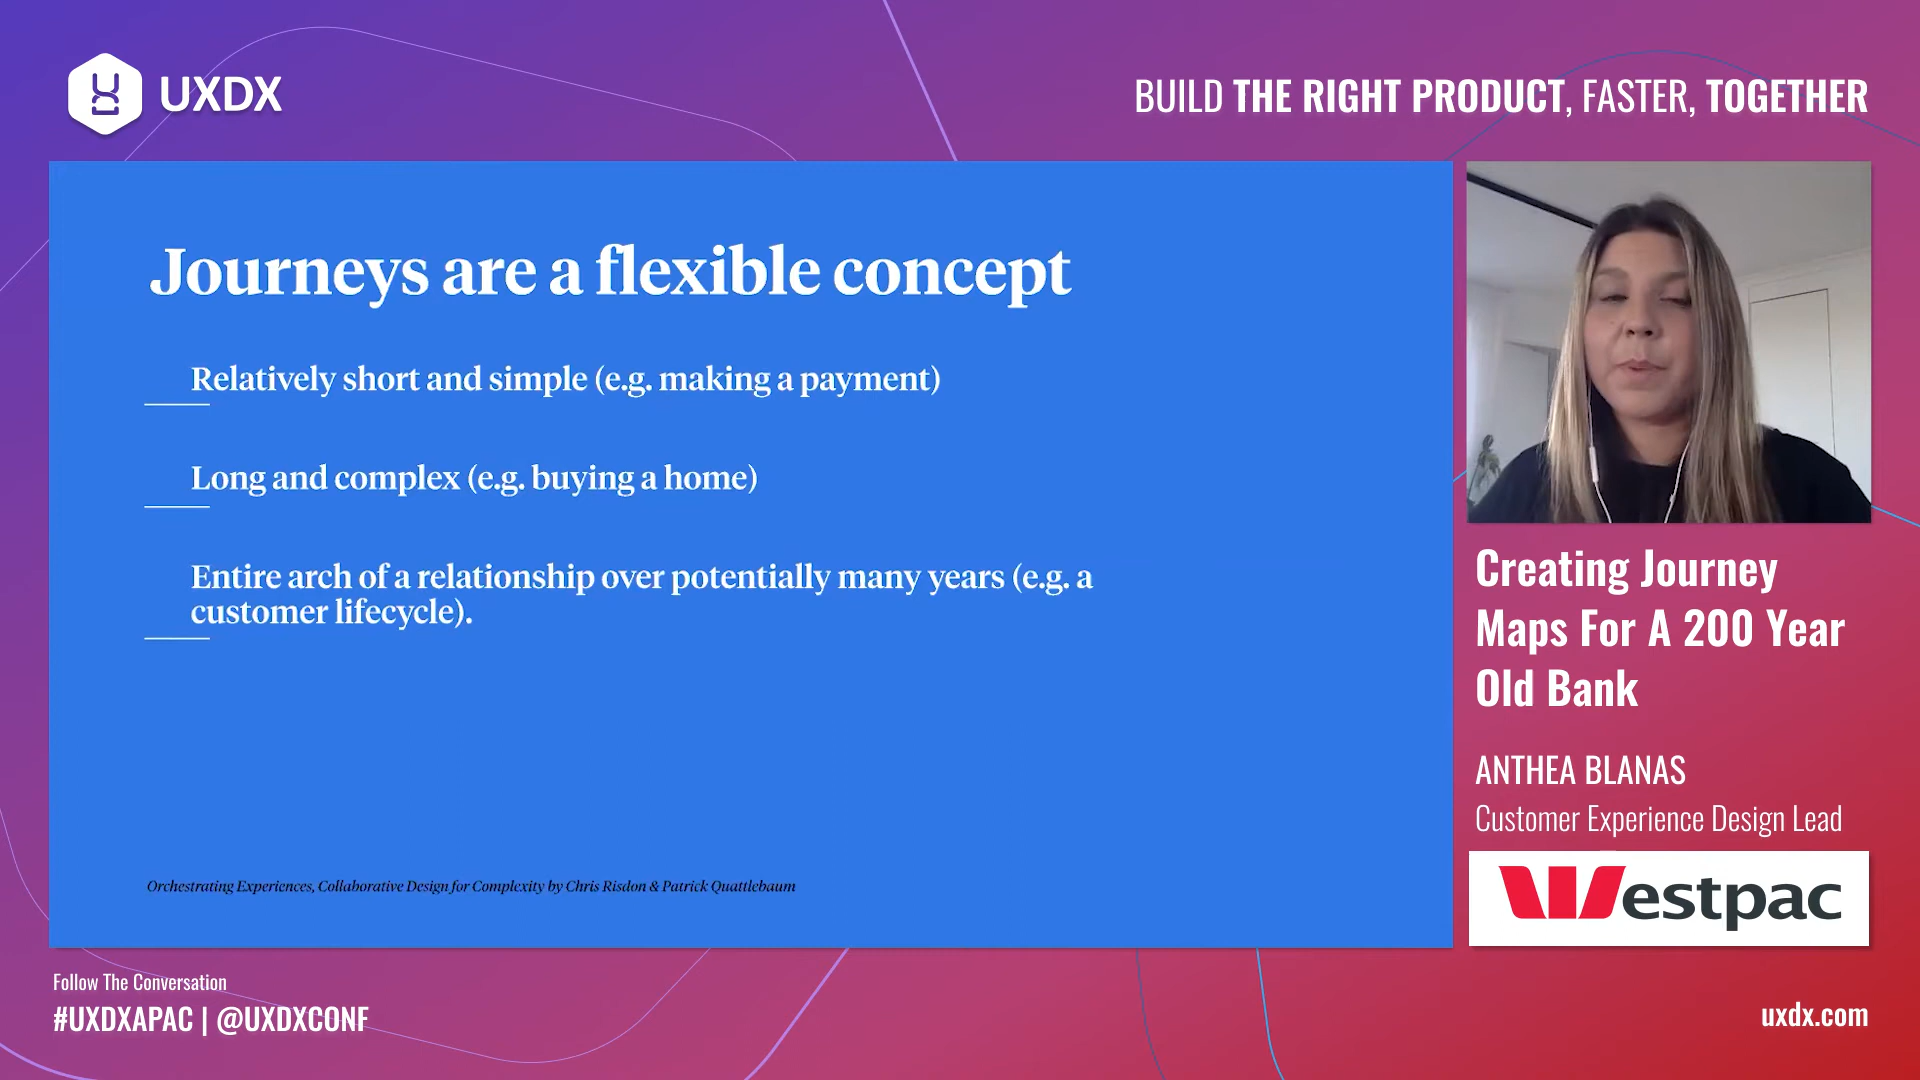 UXDX
BUILD THE RIGHT PRODUCT, FASTER, TOGETHER
Journeys are a flexible concept
Relatively short and simple (e.g. making a payment)
Long and complex (e.g. buying a home)
Entire arch of a relationship over potentially many years (e.g. a
customer lifecycle).
Orchestrating Experiences, Collaborative Design for Complexity by Chris Risdon & Patrick Quattlebaum
Creating Journey
Maps For A 200 Year
Old Bank
ANTHEA BLANAS
Customer Experience Design Lead
Westpac
Follow The Conversation
#UXDXAPAC | @UXDXCONF
uxdx.com